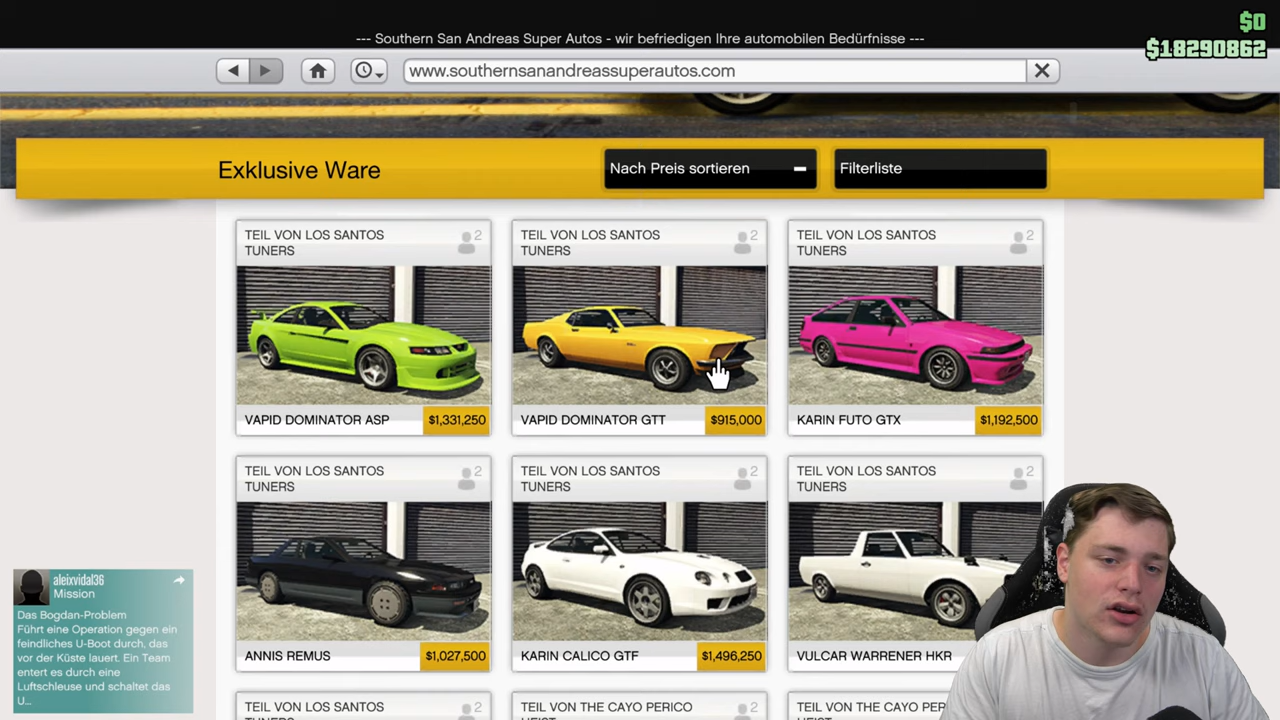 $0
$18290862
--- Southern San Andreas Super Autos - wir befriedigen Ihre automobilen Bedürfnisse ---
www.southernsanandreassuperautos.com
Exklusive Ware
Nach Preis sortieren
Filterliste
TEIL VON LOS SANTOS
TUNERS
2
VAPID DOMINATOR ASP
$1,331,250
TEIL VON LOS SANTOS
TUNERS
2
VAPID DOMINATOR GTT
$915,000
TEIL VON LOS SANTOS
TUNERS
2
KARIN FUTO GTX
$1,192,500
TEIL VON LOS SANTOS
TUNERS
2
ANNIS REMUS
$1,027,500
TEIL VON LOS SANTOS
TUNERS
2
KARIN CALICO GTF
$1,496,250
TEIL VON LOS SANTOS
TUNERS
2
VULCAR WARRENER HKR
TEIL VON LOS SANTOS
2
TEIL VON THE CAYO PERICO
2
TEIL VON THE CAYO PER
2
aleixvidal36
Mission
Das Bogdan-Problem
Führt eine Operation gegen ein
feindliches U-Boot durch, das
vor der Küste lauert. Ein Team
entert es durch eine
Luftschleuse und schaltet das
U...